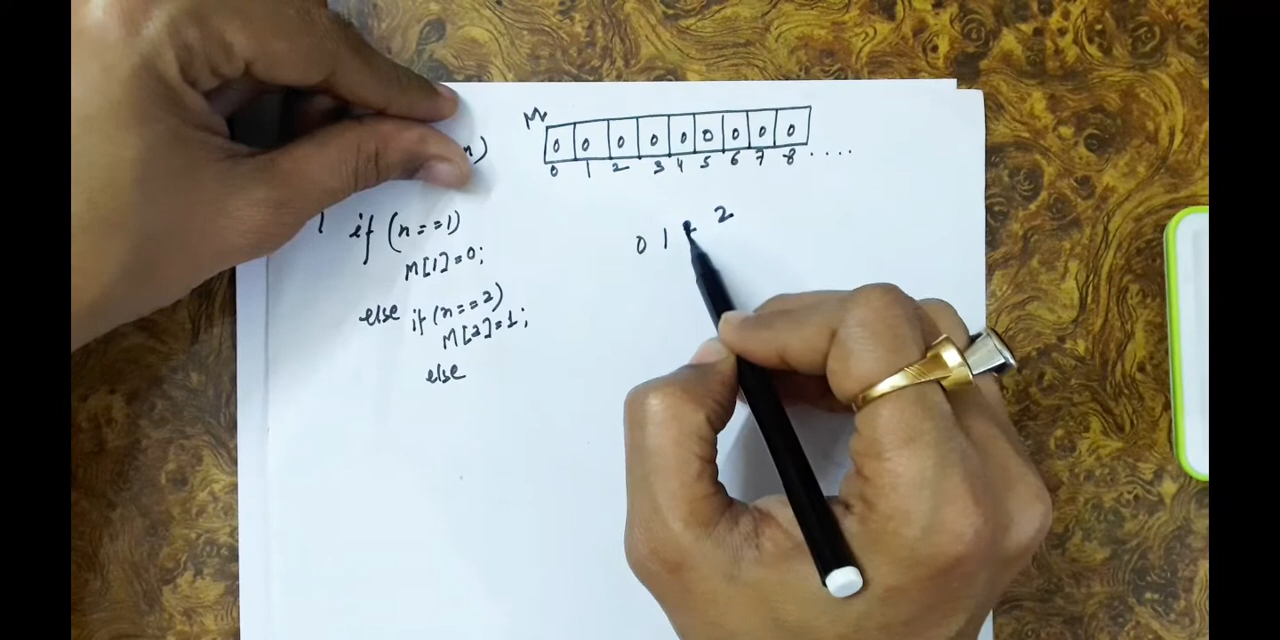 M
0 0 0 0 0 0 0 0 0
0 1 2 3 4 5 6 7 8 ....
n)
if (n==1)
M[1]=0;
else if (n==2)
M[2]=1;
else
0 1 2